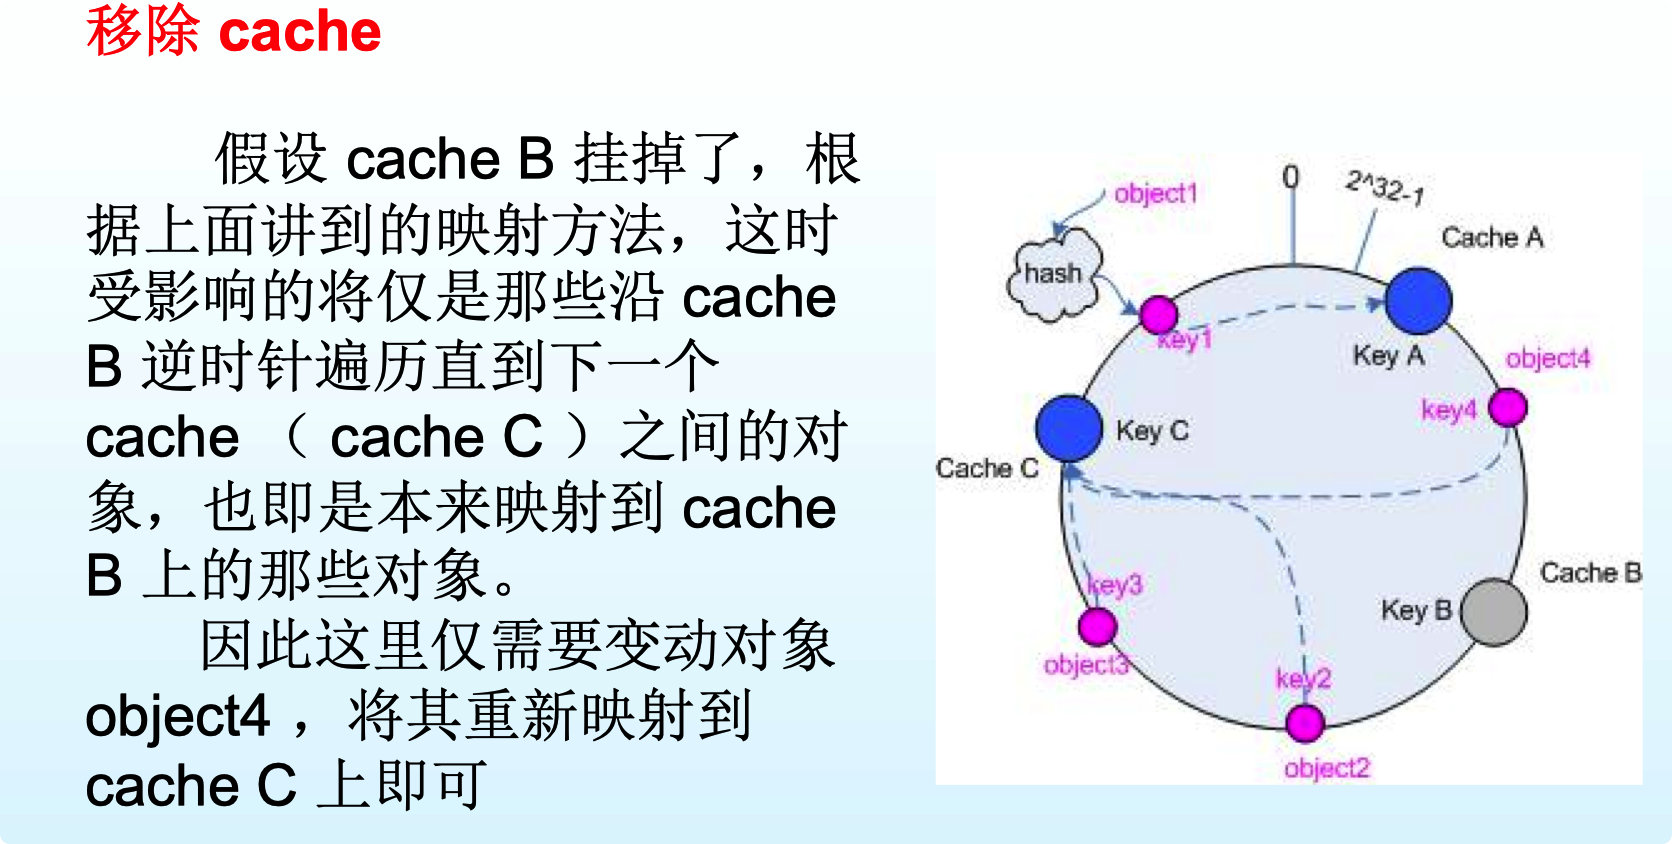 移除 cache
假设 cache B 挂掉了，根
据上面讲到的映射方法，这时
受影响的将仅是那些沿 cache
B 逆时针遍历直到下一个
cache （ cache C ）之间的对
象，也即是本来映射到 cache
B 上的那些对象。
因此这里仅需要变动对象
object4 ，将其重新映射到
cache C 上即可
object1
0
2^32-1
Cache A
hash
key1
Key A
object4
key4
Key C
Cache C
Cache B
key3
Key B
object3
key2
object2